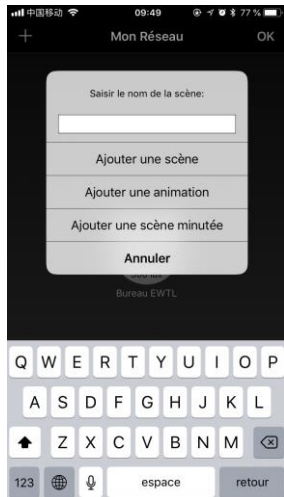 中国移动 09:49 77 %
Mon Réseau OK
Saisir le nom de la scène:
Ajouter une scène
Ajouter une animation
Ajouter une scène minutée
Annuler
Bureau EWTL
Q W E R T Y U I O P
A S D F G H J K L
Z X C V B N M
123 espace retour